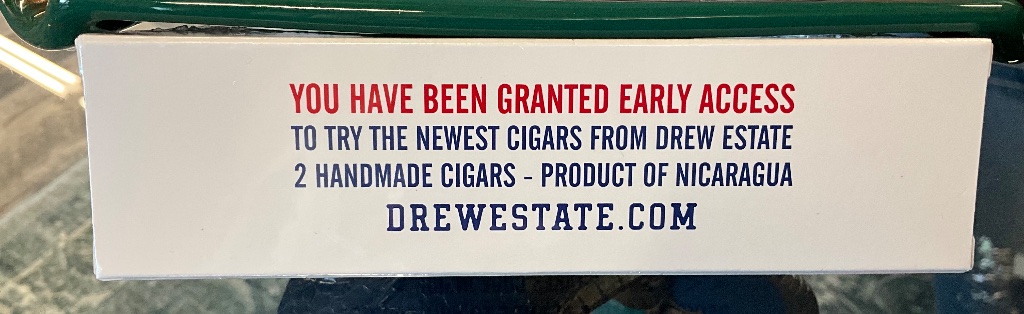 YOU HAVE BEEN GRANTED EARLY ACCESS
TO TRY THE NEWEST CIGARS FROM DREW ESTATE
2 HANDMADE CIGARS - PRODUCT OF NICARAGUA
DREWESTATE.COM